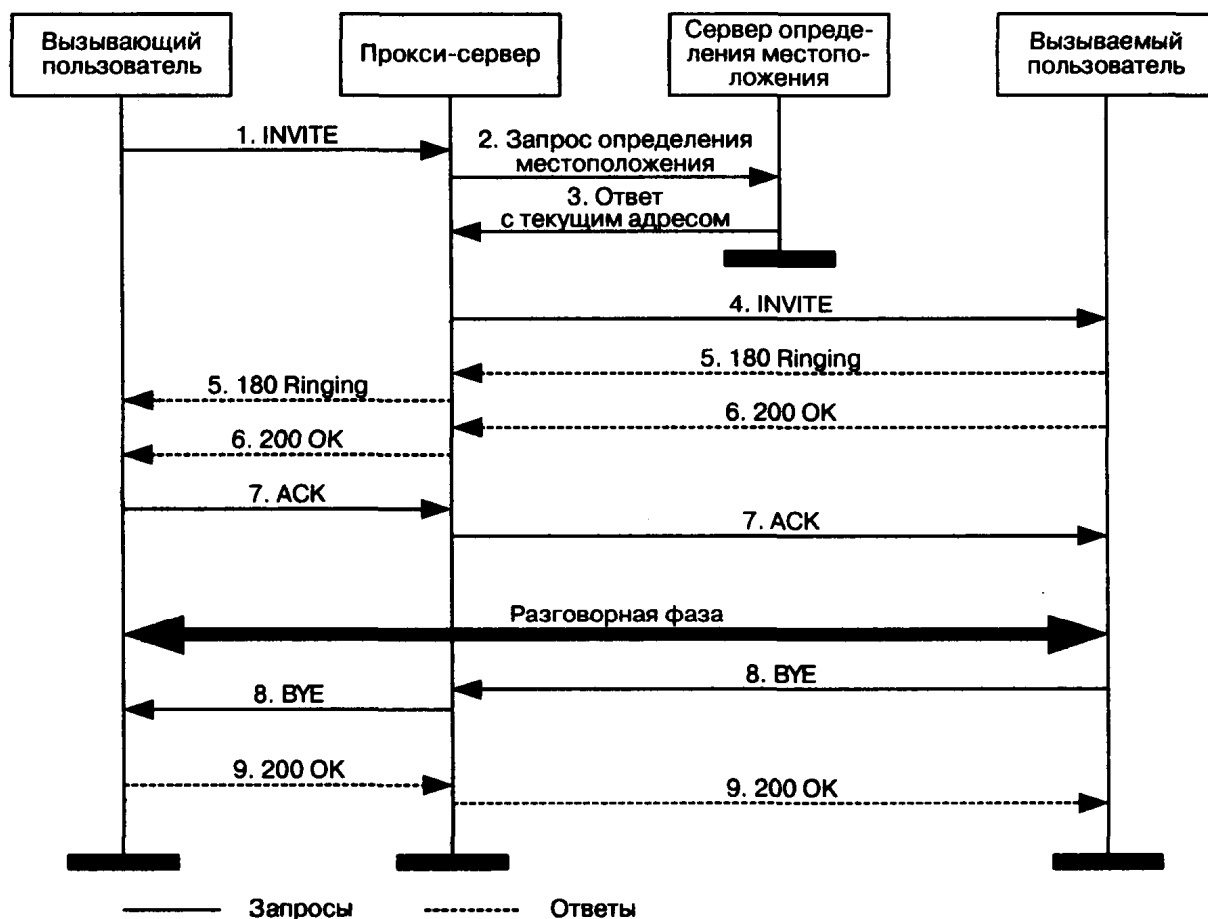 Вызывающий
пользователь
Прокси-сервер
Сервер опреде-
ления местопо-
ложения
Вызываемый
пользователь
1. INVITE
2. Запрос определения
местоположения
3. Ответ
с текущим адресом
4. INVITE
5. 180 Ringing
5. 180 Ringing
6. 200 OK
6. 200 OK
7. ACK
7. ACK
Разговорная фаза
8. BYE
8. BYE
9. 200 OK
9. 200 OK
Запросы
Ответы